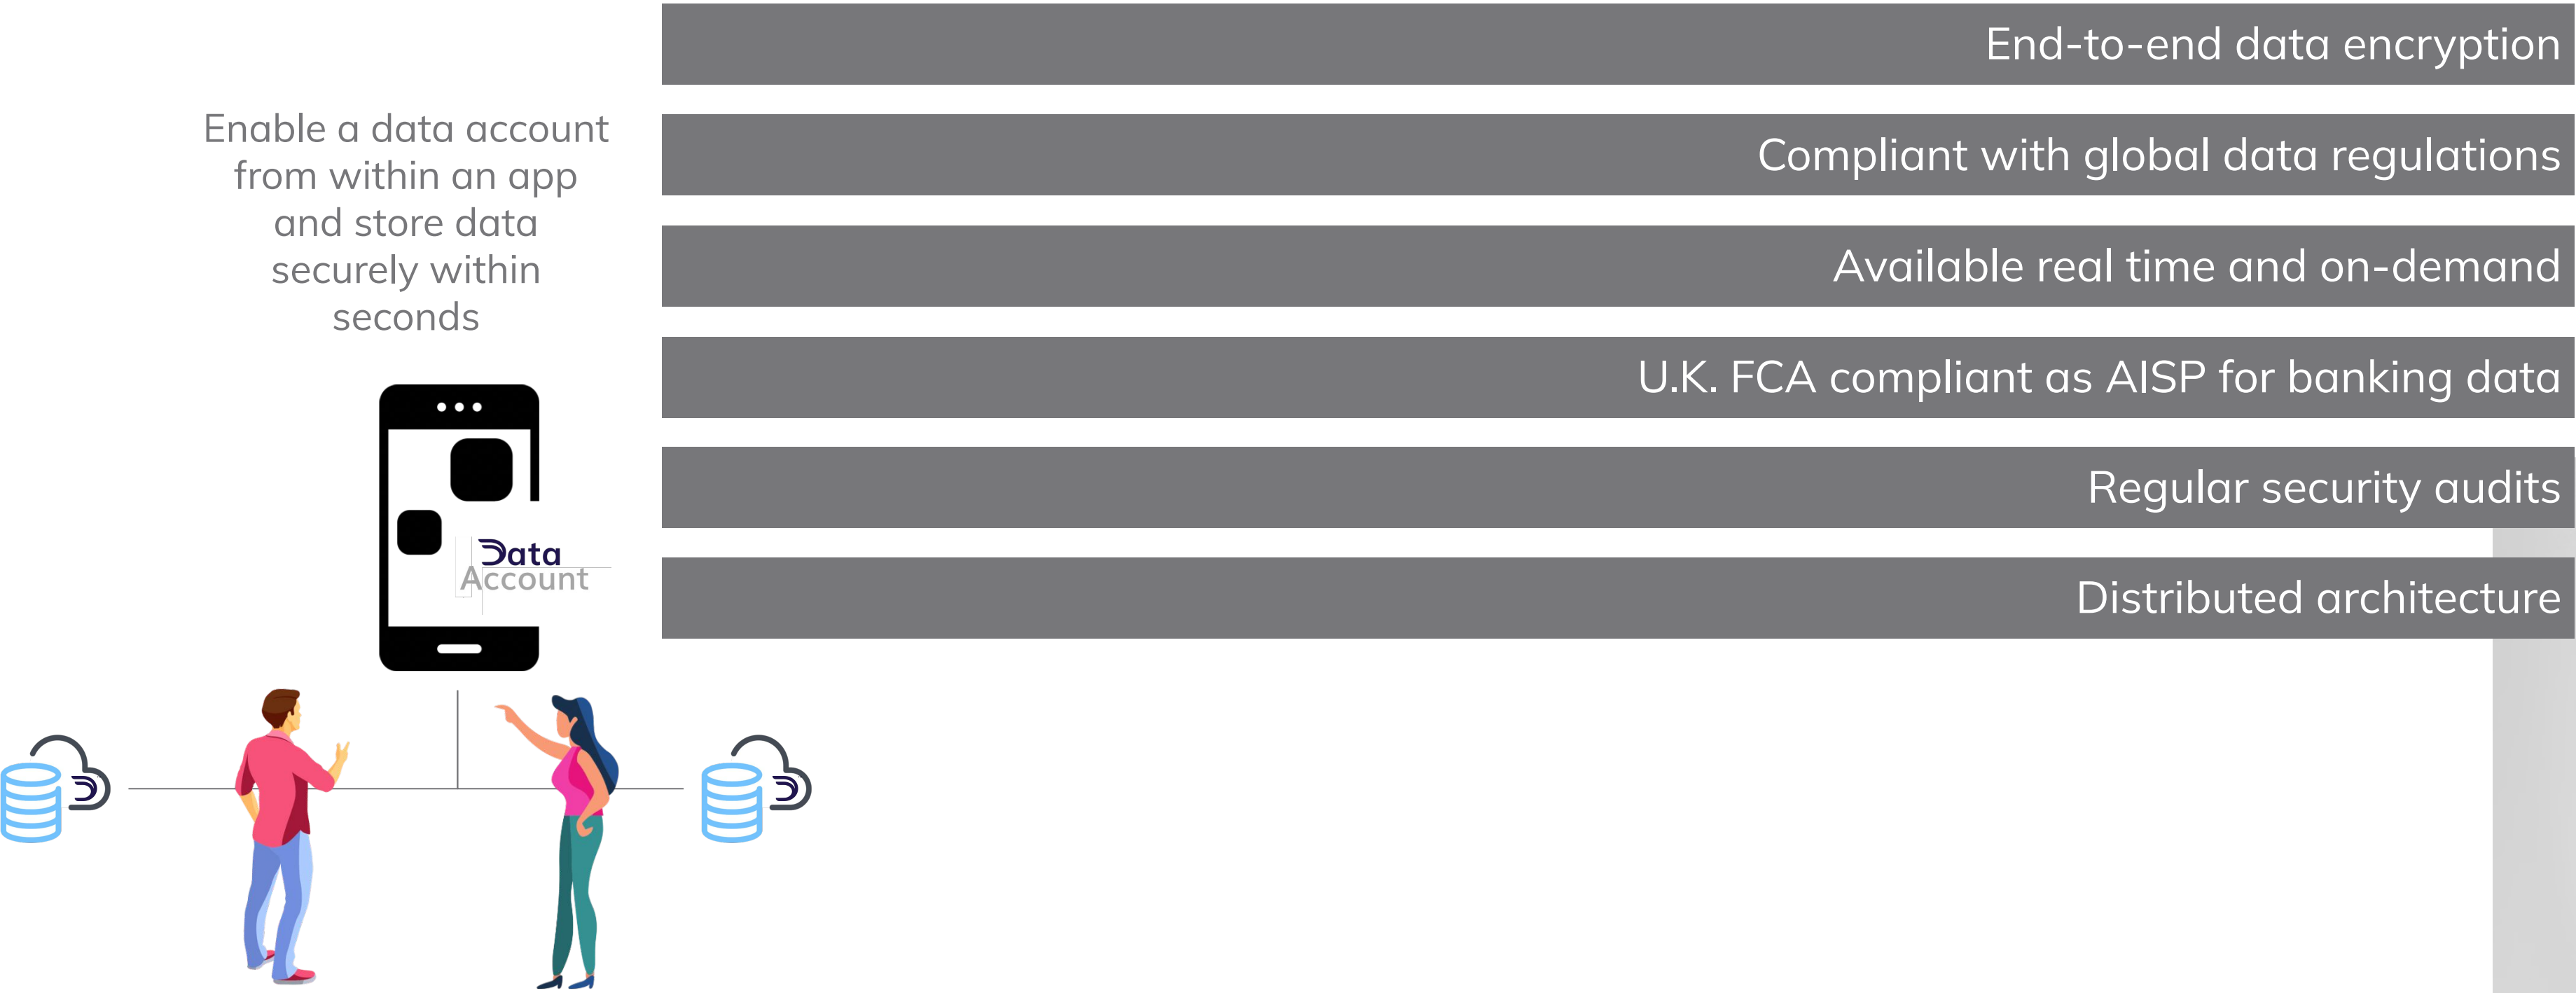 Enable a data account
from within an app
and store data
securely within
seconds
Data
Account
End-to-end data encryption
Compliant with global data regulations
Available real time and on-demand
U.K. FCA compliant as AISP for banking data
Regular security audits
Distributed architecture